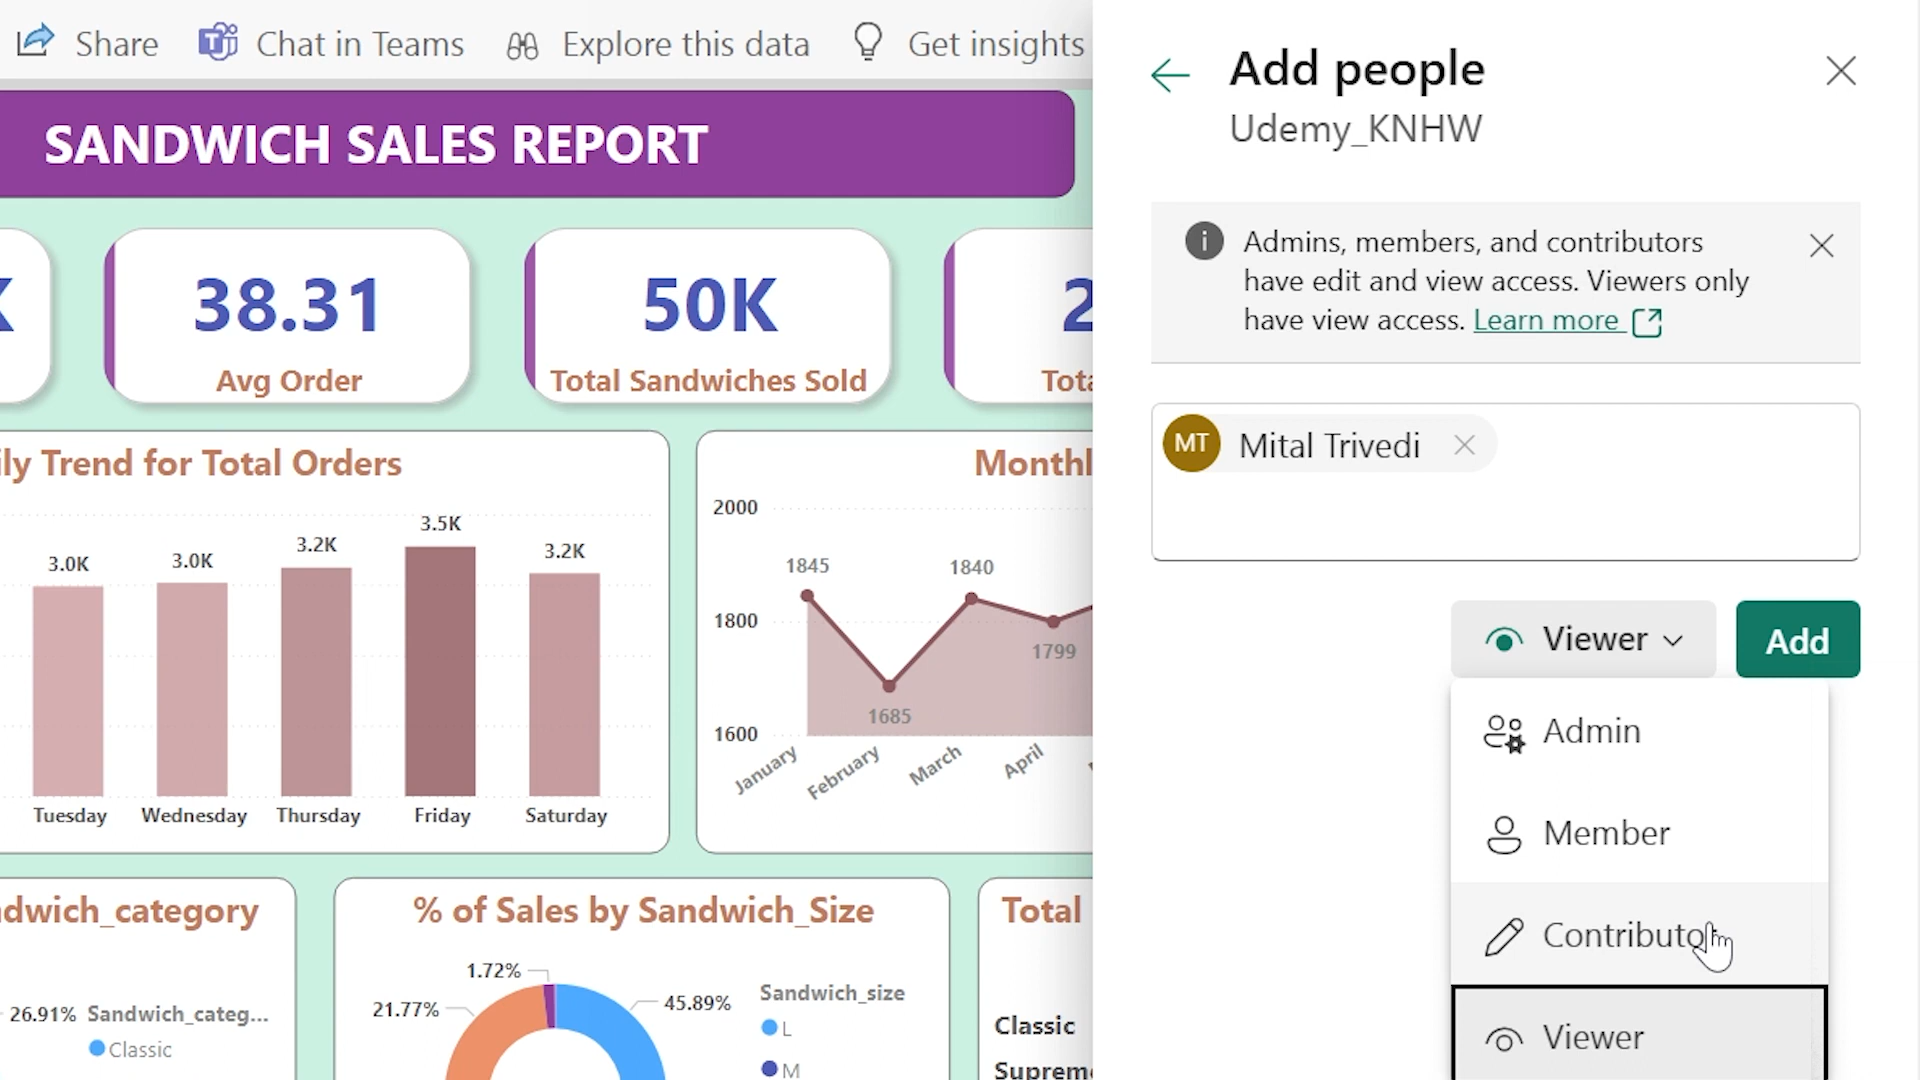 Share
Chat in Teams
Explore this data
Get insights
SANDWICH SALES REPORT
38.31
Avg Order
50K
Total Sandwiches Sold
2
Tota
ily Trend for Total Orders
3.0K
3.0K
3.2K
3.5K
3.2K
Tuesday
Wednesday
Thursday
Friday
Saturday
Monthl
2000
1800
1600
1845
1685
1840
1799
January
February
March
April
dwich_category
26.91%
Sandwich_categ...
Classic
% of Sales by Sandwich_Size
1.72%
21.77%
45.89%
Sandwich_size
L
M
Total
Classic
Supreme
Add people
Udemy_KNHW
Admins, members, and contributors
have edit and view access. Viewers only
have view access. Learn more
MT
Mital Trivedi
Viewer
Add
Admin
Member
Contributor
Viewer